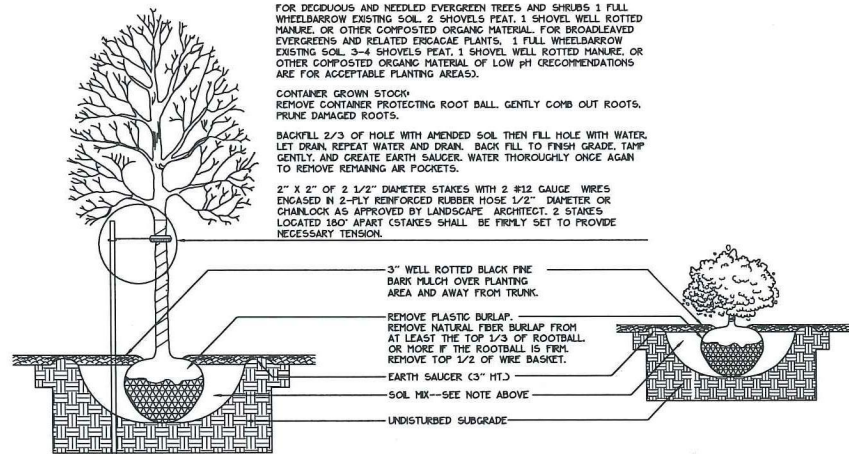 FOR DECIDUOUS AND NEEDLED EVERGREEN TREES AND SHRUBS 1 FULL
WHEELBARROW EXISTING SOIL. 2 SHOVELS PEAT, 1 SHOVEL WELL ROTTED
MANURE, OR OTHER COMPOSTED ORGANIC MATERIAL. FOR BROADLEAVED
EVERGREENS AND RELATED ERICACAE PLANTS, 1 FULL WHEELBARROW
EXISTING SOIL. 3-4 SHOVELS PEAT, 1 SHOVEL WELL ROTTED MANURE, OR
OTHER COMPOSTED ORGANIC MATERIAL OF LOW pH (RECOMMENDATIONS
ARE FOR ACCEPTABLE PLANTING AREAS).
CONTAINER GROWN STOCK:
REMOVE CONTAINER PROTECTING ROOT BALL. GENTLY COMB OUT ROOTS.
PRUNE DAMAGED ROOTS.
BACKFILL 2/3 OF HOLE WITH AMENDED SOIL THEN FILL HOLE WITH WATER,
LET DRAIN, REPEAT WATER AND DRAIN. BACK FILL TO FINISH GRADE, TAMP
GENTLY, AND CREATE EARTH SAUCER. WATER THOROUGHLY ONCE AGAIN
TO REMOVE REMAINING AIR POCKETS.
2" X 2" OF 2 1/2" DIAMETER STAKES WITH 2 #12 GAUGE WIRES
ENCASED IN 2-PLY REINFORCED RUBBER HOSE 1/2" DIAMETER OR
CHAINLOCK AS APPROVED BY LANDSCAPE ARCHITECT. 2 STAKES
LOCATED 180° APART (STAKES SHALL BE FIRMLY SET TO PROVIDE
NECESSARY TENSION.
3" WELL ROTTED BLACK PINE
BARK MULCH OVER PLANTING
AREA AND AWAY FROM TRUNK.
REMOVE PLASTIC BURLAP.
REMOVE NATURAL FIBER BURLAP FROM
AT LEAST THE TOP 1/3 OF ROOTBALL.
OR MORE IF THE ROOTBALL IS FIRM.
REMOVE TOP 1/2 OF WIRE BASKET.
EARTH SAUCER (3" HT.)
SOIL MIX--SEE NOTE ABOVE
UNDISTURBED SUBGRADE